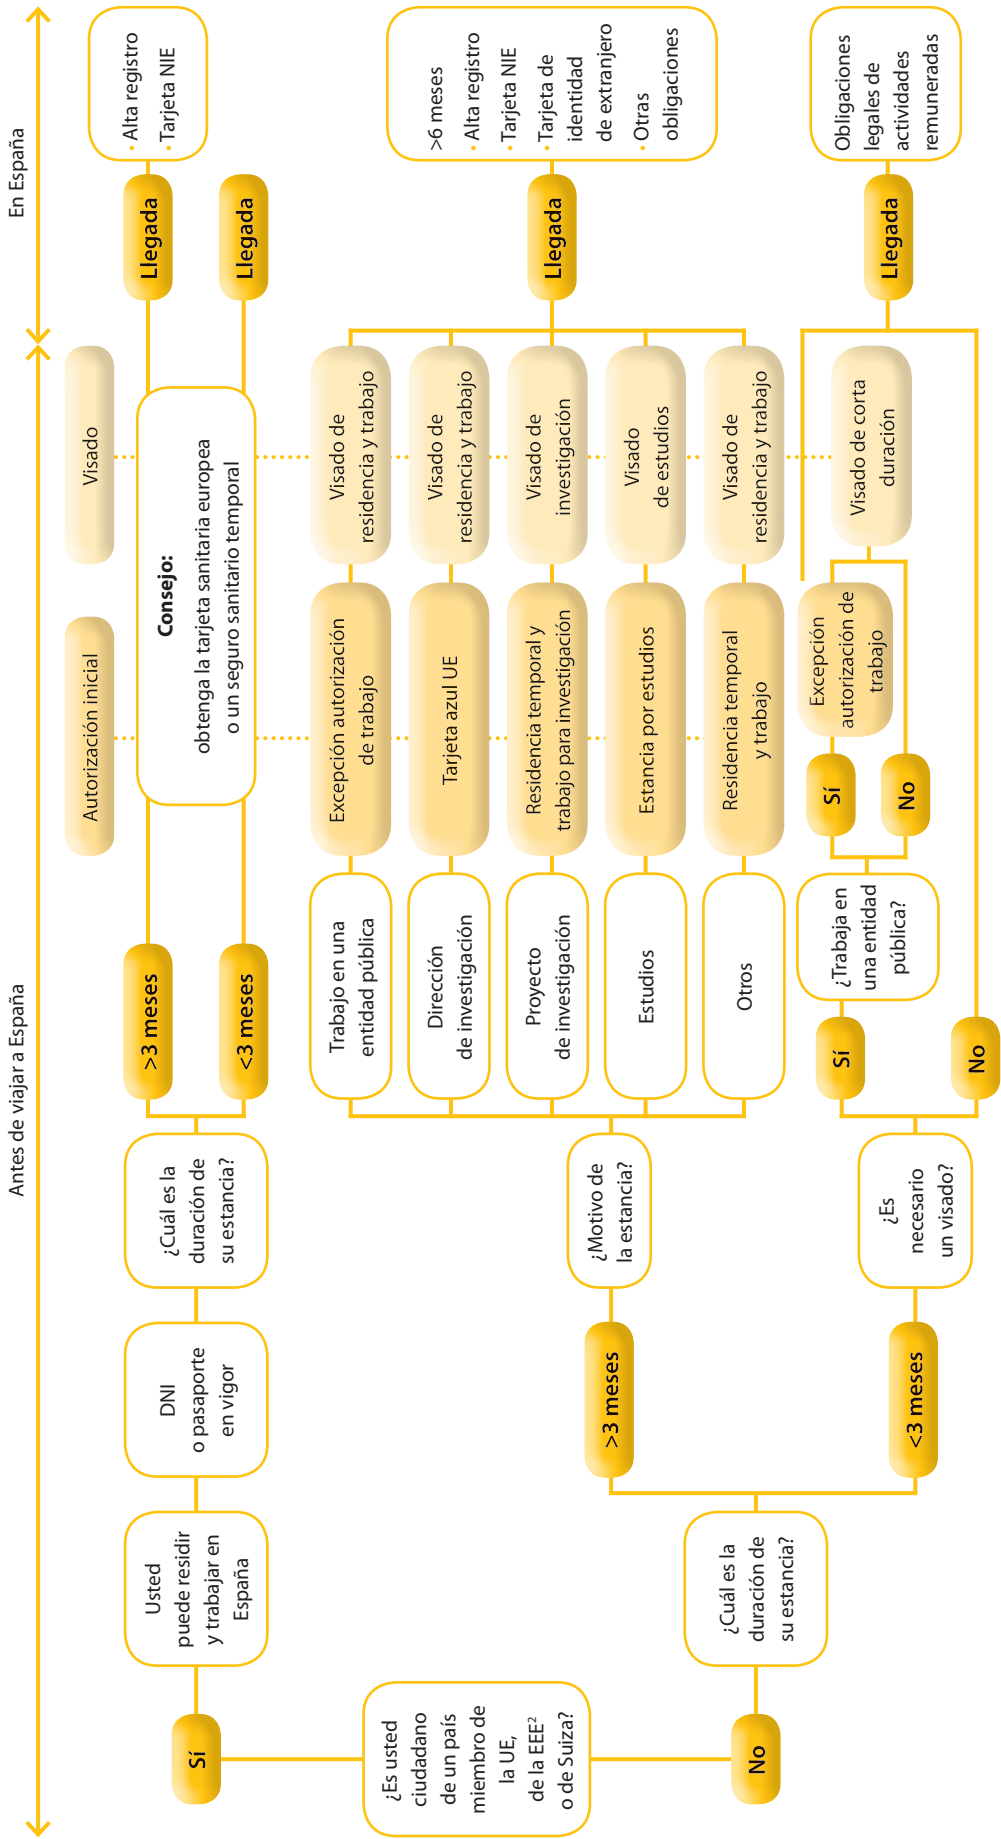 Antes de viajar a España
En España
Autorización inicial
Visado
¿Es usted
ciudadano
de un país
miembro de
la UE,
de la EEE²
o de Suiza?
Sí
Usted
puede residir
y trabajar en
España
DNI
o pasaporte
en vigor
¿Cuál es la
duración de
su estancia?
>3 meses
<3 meses
Consejo:
obtenga la tarjeta sanitaria europea
o un seguro sanitario temporal
Llegada
• Alta registro
• Tarjeta NIE
Llegada
No
¿Cuál es la
duración de
su estancia?
>3 meses
¿Motivo de
la estancia?
Trabajo en una
entidad pública
Excepción autorización
de trabajo
Visado de
residencia y trabajo
Dirección
de investigación
Tarjeta azul UE
Visado de
residencia y trabajo
Proyecto
de investigación
Residencia temporal y
trabajo para investigación
Visado de
investigación
Estudios
Estancia por estudios
Visado
de estudios
Otros
Residencia temporal
y trabajo
Visado de
residencia y trabajo
Llegada
>6 meses
• Alta registro
• Tarjeta NIE
• Tarjeta de
identidad
de extranjero
• Otras
obligaciones
<3 meses
¿Es
necesario
un visado?
Sí
¿Trabaja en
una entidad
pública?
Sí
Excepción
autorización de
trabajo
No
Visado de corta
duración
No
Llegada
Obligaciones
legales de
actividades
remuneradas